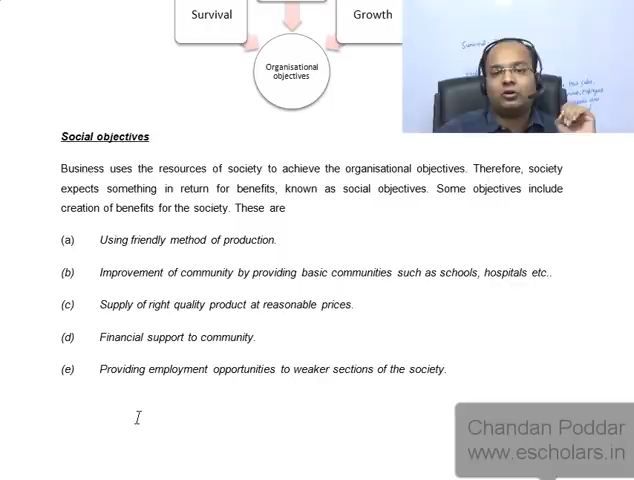 Survival
Growth
Organisational
objectives
Social objectives
Business uses the resources of society to achieve the organisational objectives. Therefore, society
expects something in return for benefits, known as social objectives. Some objectives include
creation of benefits for the society. These are
(a) Using friendly method of production.
(b) Improvement of community by providing basic communities such as schools, hospitals etc..
(c) Supply of right quality product at reasonable prices.
(d) Financial support to community.
(e) Providing employment opportunities to weaker sections of the society.
Chandan Poddar
www.escholars.in